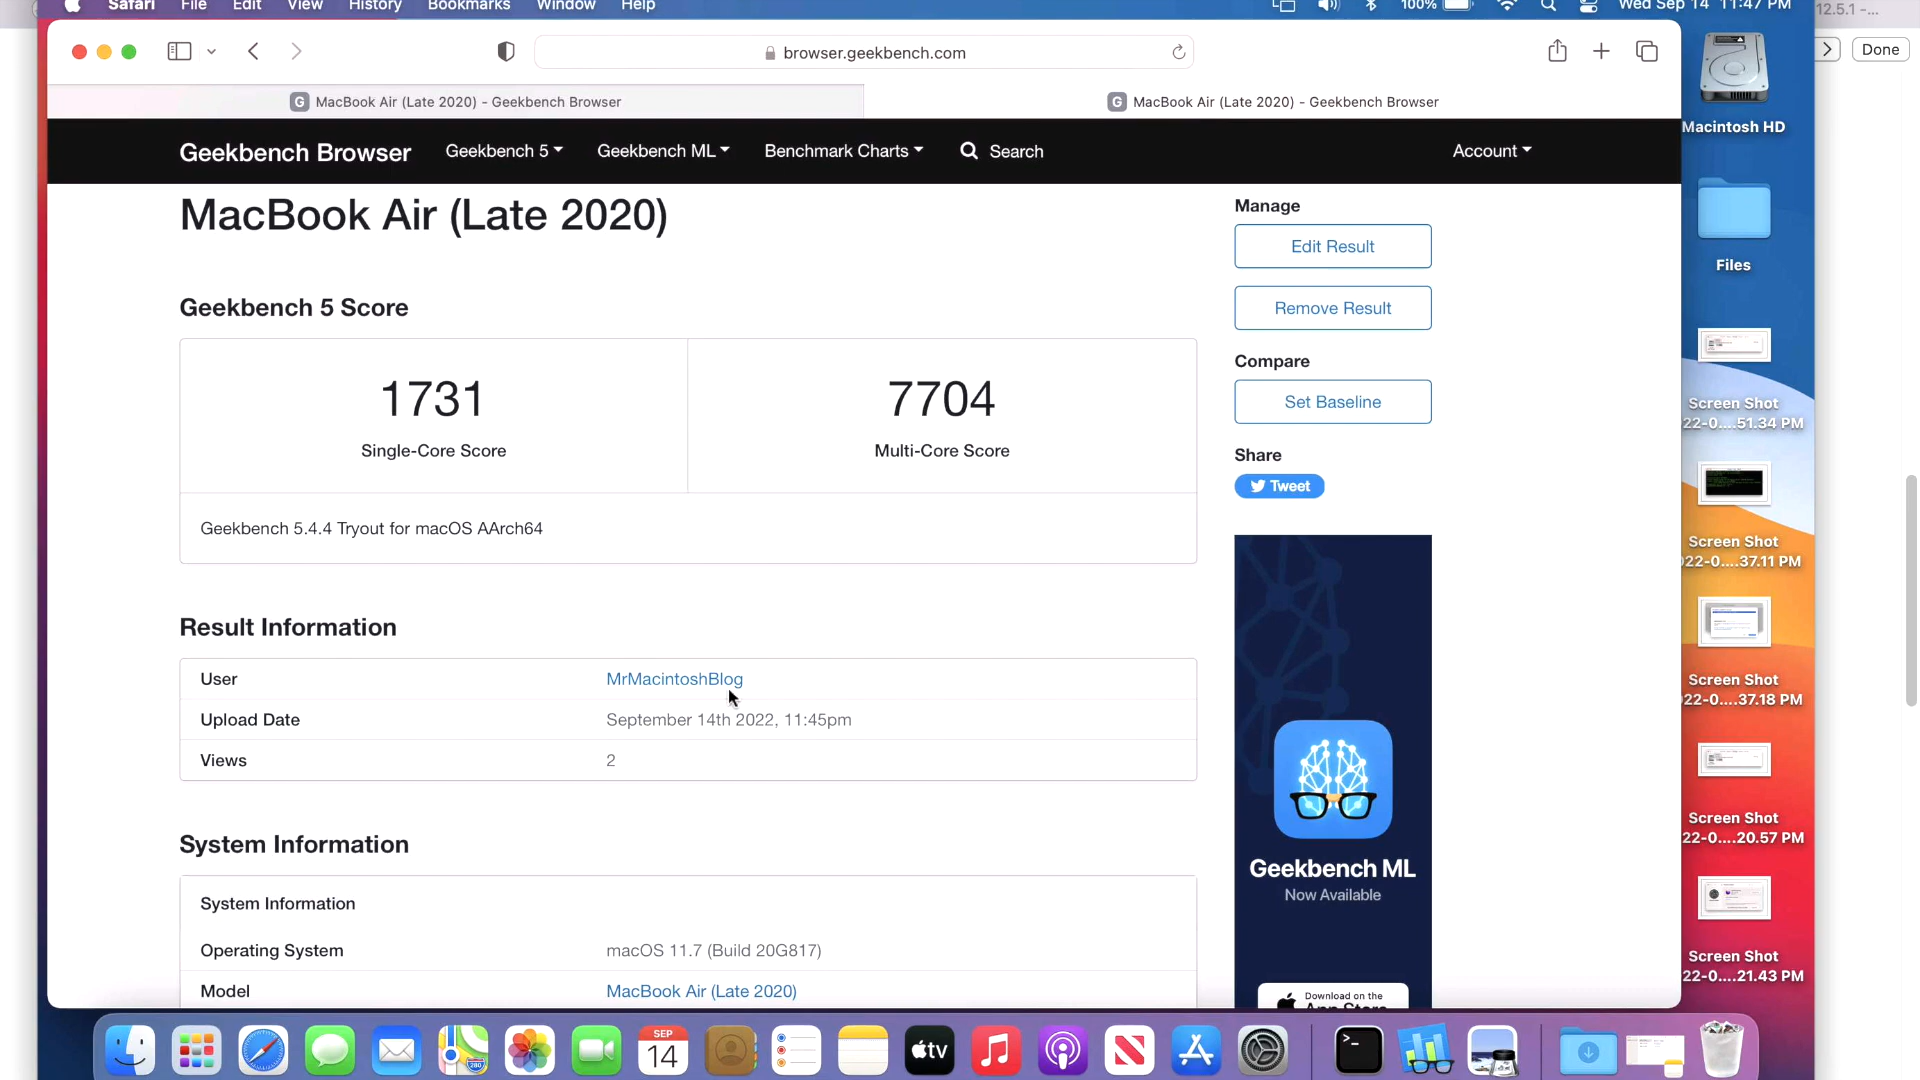 Safari File Edit View History Bookmarks Window Help 100% Wed Sep 14 11:47 PM
12.5.1 –...
browser.geekbench.com
Done
G MacBook Air (Late 2020) - Geekbench Browser
G MacBook Air (Late 2020) - Geekbench Browser
Macintosh HD
Geekbench Browser Geekbench 5 Geekbench ML Benchmark Charts Search Account
MacBook Air (Late 2020)
Geekbench 5 Score
1731
Single-Core Score
7704
Multi-Core Score
Geekbench 5.4.4 Tryout for macOS AArch64
Result Information
User MrMacintoshBlog
Upload Date September 14th 2022, 11:45pm
Views 2
System Information
System Information
Operating System macOS 11.7 (Build 20G817)
Model MacBook Air (Late 2020)
Manage
Edit Result
Remove Result
Compare
Set Baseline
Share
Tweet
Geekbench ML
Now Available
Download on the
App Store
Files
Screen Shot
22-0....51.34 PM
Screen Shot
22-0....37.11 PM
Screen Shot
22-0....37.18 PM
Screen Shot
22-0....20.57 PM
Screen Shot
22-0....21.43 PM
280
SEP
14
tv
>_